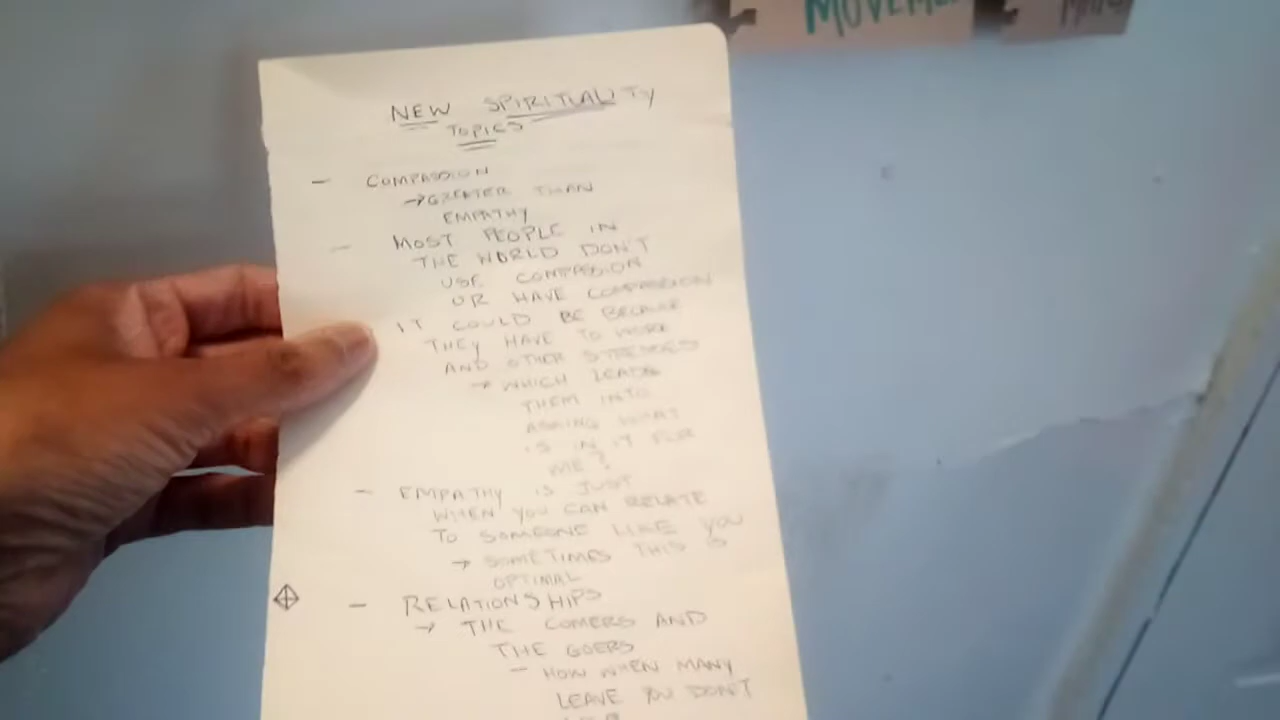 MOVEME
NEW SPIRITUALITY
TOPICS
- COMPASSION
→ GREATER THAN
EMPATHY
- MOST PEOPLE IN
THE WORLD DON'T
USE COMPASSION
OR HAVE COMPASSION
IT COULD BE BECAUSE
THEY HAVE TO WORK
AND OTHER STRESSES
→ WHICH LEADS
THEM INTO
ASKING WHAT
IS IN IT FOR
ME?
- EMPATHY IS JUST
WHEN YOU CAN RELATE
TO SOMEONE LIKE YOU
→ SOMETIMES THIS IS
OPTIMAL
- RELATIONSHIPS
→ THE COMERS AND
THE GOERS
- HOW WHEN MANY
LEAVE YOU DON'T